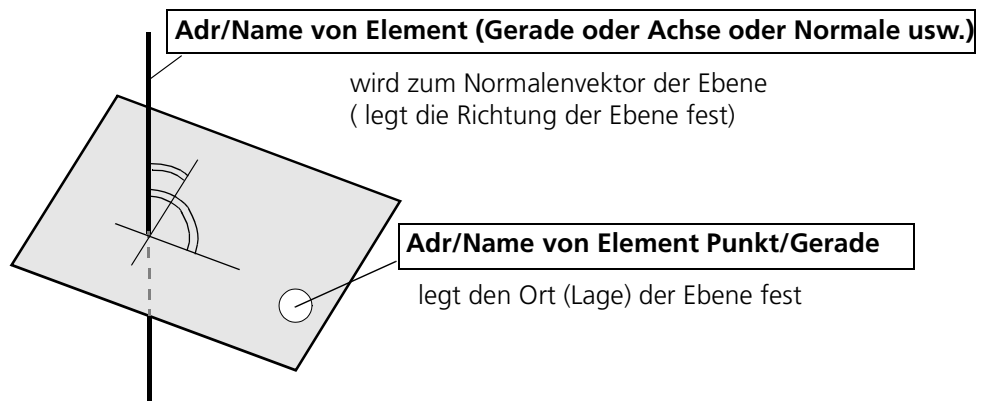 Adr/Name von Element (Gerade oder Achse oder Normale usw.)
wird zum Normalenvektor der Ebene
( legt die Richtung der Ebene fest)
Adr/Name von Element Punkt/Gerade
legt den Ort (Lage) der Ebene fest